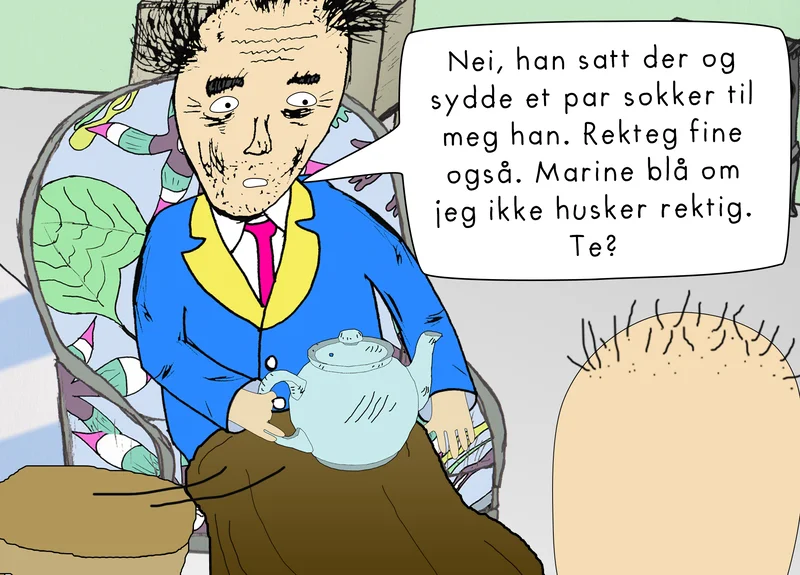 Nei, han satt der og
sydde et par sokker til
meg han. Rekteg fine
også. Marine blå om
jeg ikke husker rektig.
Te?